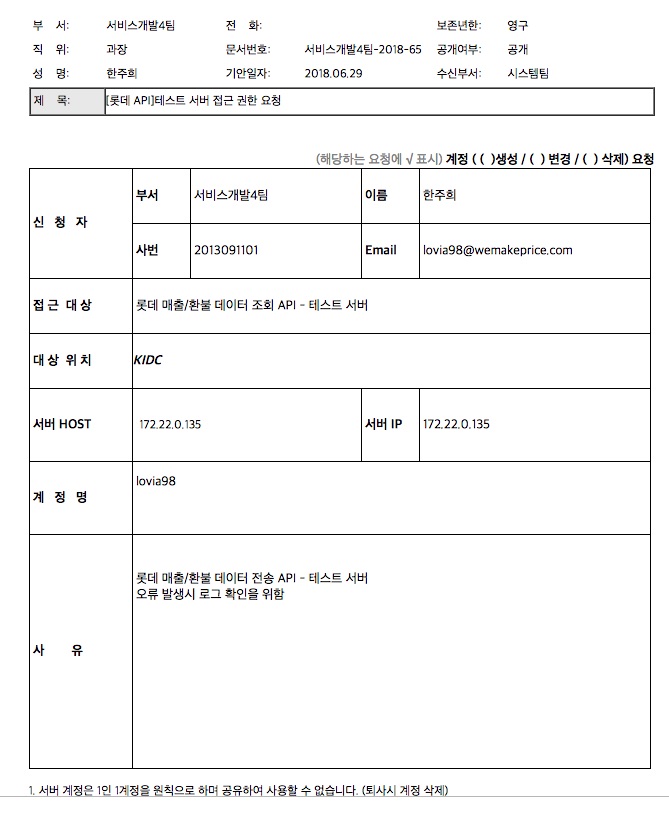 부 서: 서비스개발4팀 전 화: 보존년한: 영구
직 위: 과장 문서번호: 서비스개발4팀-2018-65 공개여부: 공개
성 명: 한주희 기안일자: 2018.06.29 수신부서: 시스템팀
제 목: [롯데 API]테스트 서버 접근 권한 요청
(해당하는 요청에 √ 표시) 계정 ( ( )생성 / ( ) 변경 / ( ) 삭제) 요청
신 청 자 부서 서비스개발4팀 이름 한주희
사번 2013091101 Email lovia98@wemakeprice.com
접근 대상 롯데 매출/환불 데이터 조회 API - 테스트 서버
대상 위치 KIDC
서버 HOST 172.22.0.135 서버 IP 172.22.0.135
계 정 명 lovia98
사 유 롯데 매출/환불 데이터 전송 API - 테스트 서버
오류 발생시 로그 확인을 위함
1. 서버 계정은 1인 1계정을 원칙으로 하며 공유하여 사용할 수 없습니다. (퇴사시 계정 삭제)